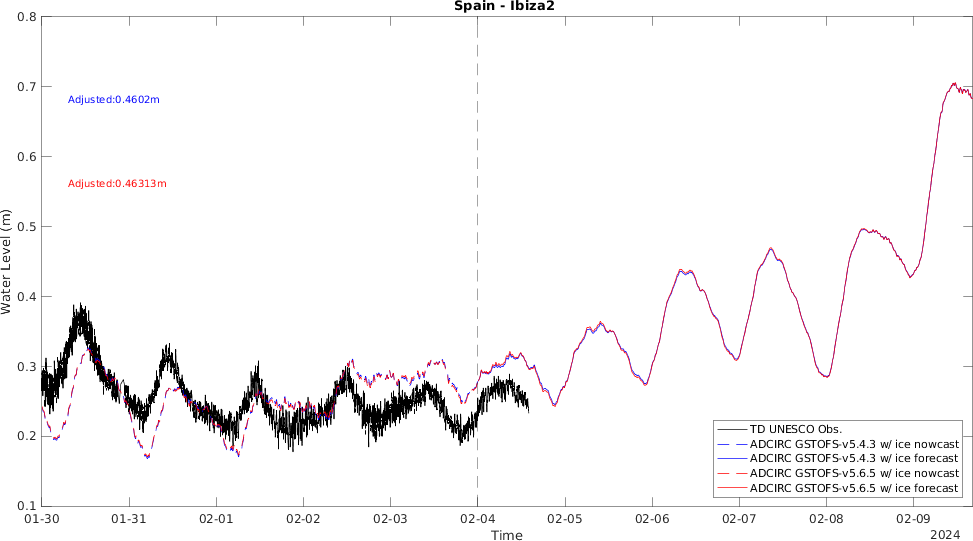 Spain - Ibiza2
0.8
0.7
0.6
0.5
0.4
0.3
0.2
0.1
Water Level (m)
Adjusted:0.4602m
Adjusted:0.46313m
TD UNESCO Obs.
ADCIRC GSTOFS-v5.4.3 w/ ice nowcast
ADCIRC GSTOFS-v5.4.3 w/ ice forecast
ADCIRC GSTOFS-v5.6.5 w/ ice nowcast
ADCIRC GSTOFS-v5.6.5 w/ ice forecast
01-30 01-31 02-01 02-02 02-03 02-04 02-05 02-06 02-07 02-08 02-09
Time
2024